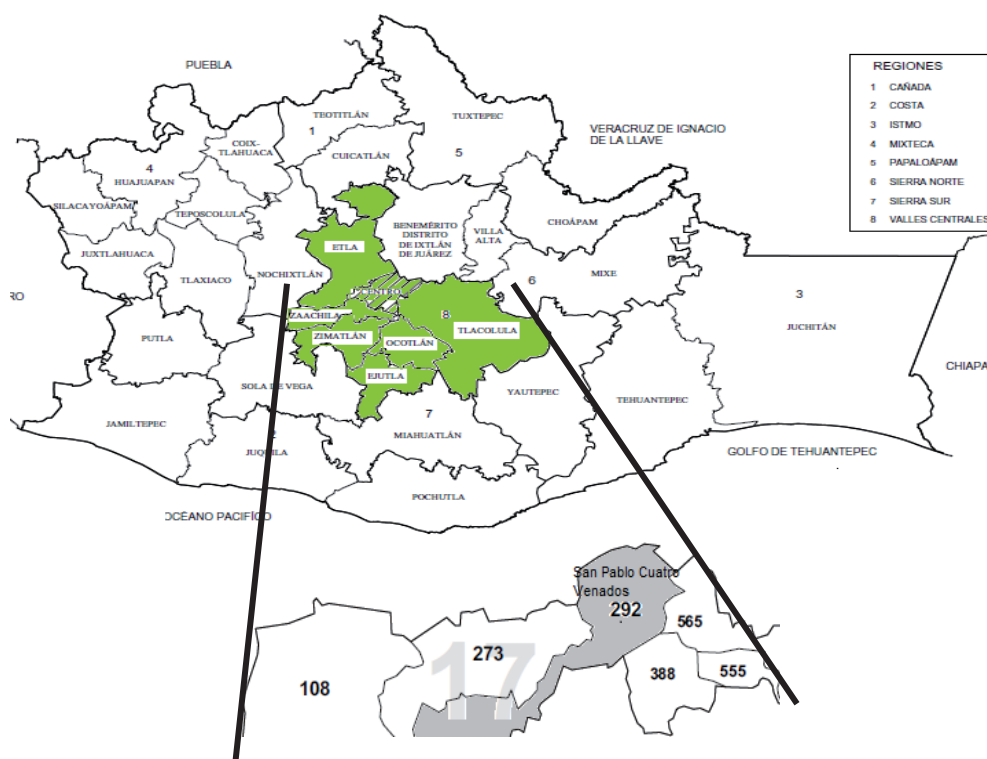 PUEBLA
REGIONES
1 CAÑADA
2 COSTA
3 ISTMO
4 MIXTECA
5 PAPALOÁPAM
6 SIERRA NORTE
7 SIERRA SUR
8 VALLES CENTRALES
TEOTITLÁN
1
TUXTEPEC
VERACRUZ DE IGNACIO
DE LA LLAVE
COIX-
TLAHUACA
CUICATLÁN
5
4
HUAJUAPAN
SILACAYOÁPAM
TEPOSCOLULA
BENEMÉRITO
DISTRITO
DE IXTLÁN
DE JUÁREZ
VILLA
ALTA
CHOÁPAM
ETLA
JUXTLAHUACA
TLAXIACO
NOCHIXTLÁN
6
MIXE
3
RO
CENTRO
ZAACHILA
8
TLACOLULA
JUCHITÁN
PUTLA
ZIMATLÁN
OCOTLÁN
CHIAPA
EJUTLA
SOLA DE VEGA
YAUTEPEC
TEHUANTEPEC
JAMILTEPEC
7
MIAHUATLÁN
2
JUQUILA
GOLFO DE TEHUANTEPEC
POCHUTLA
OCÉANO PACIFÍCO
San Pablo Cuatro
Venados
292
565
273
17
388
555
108